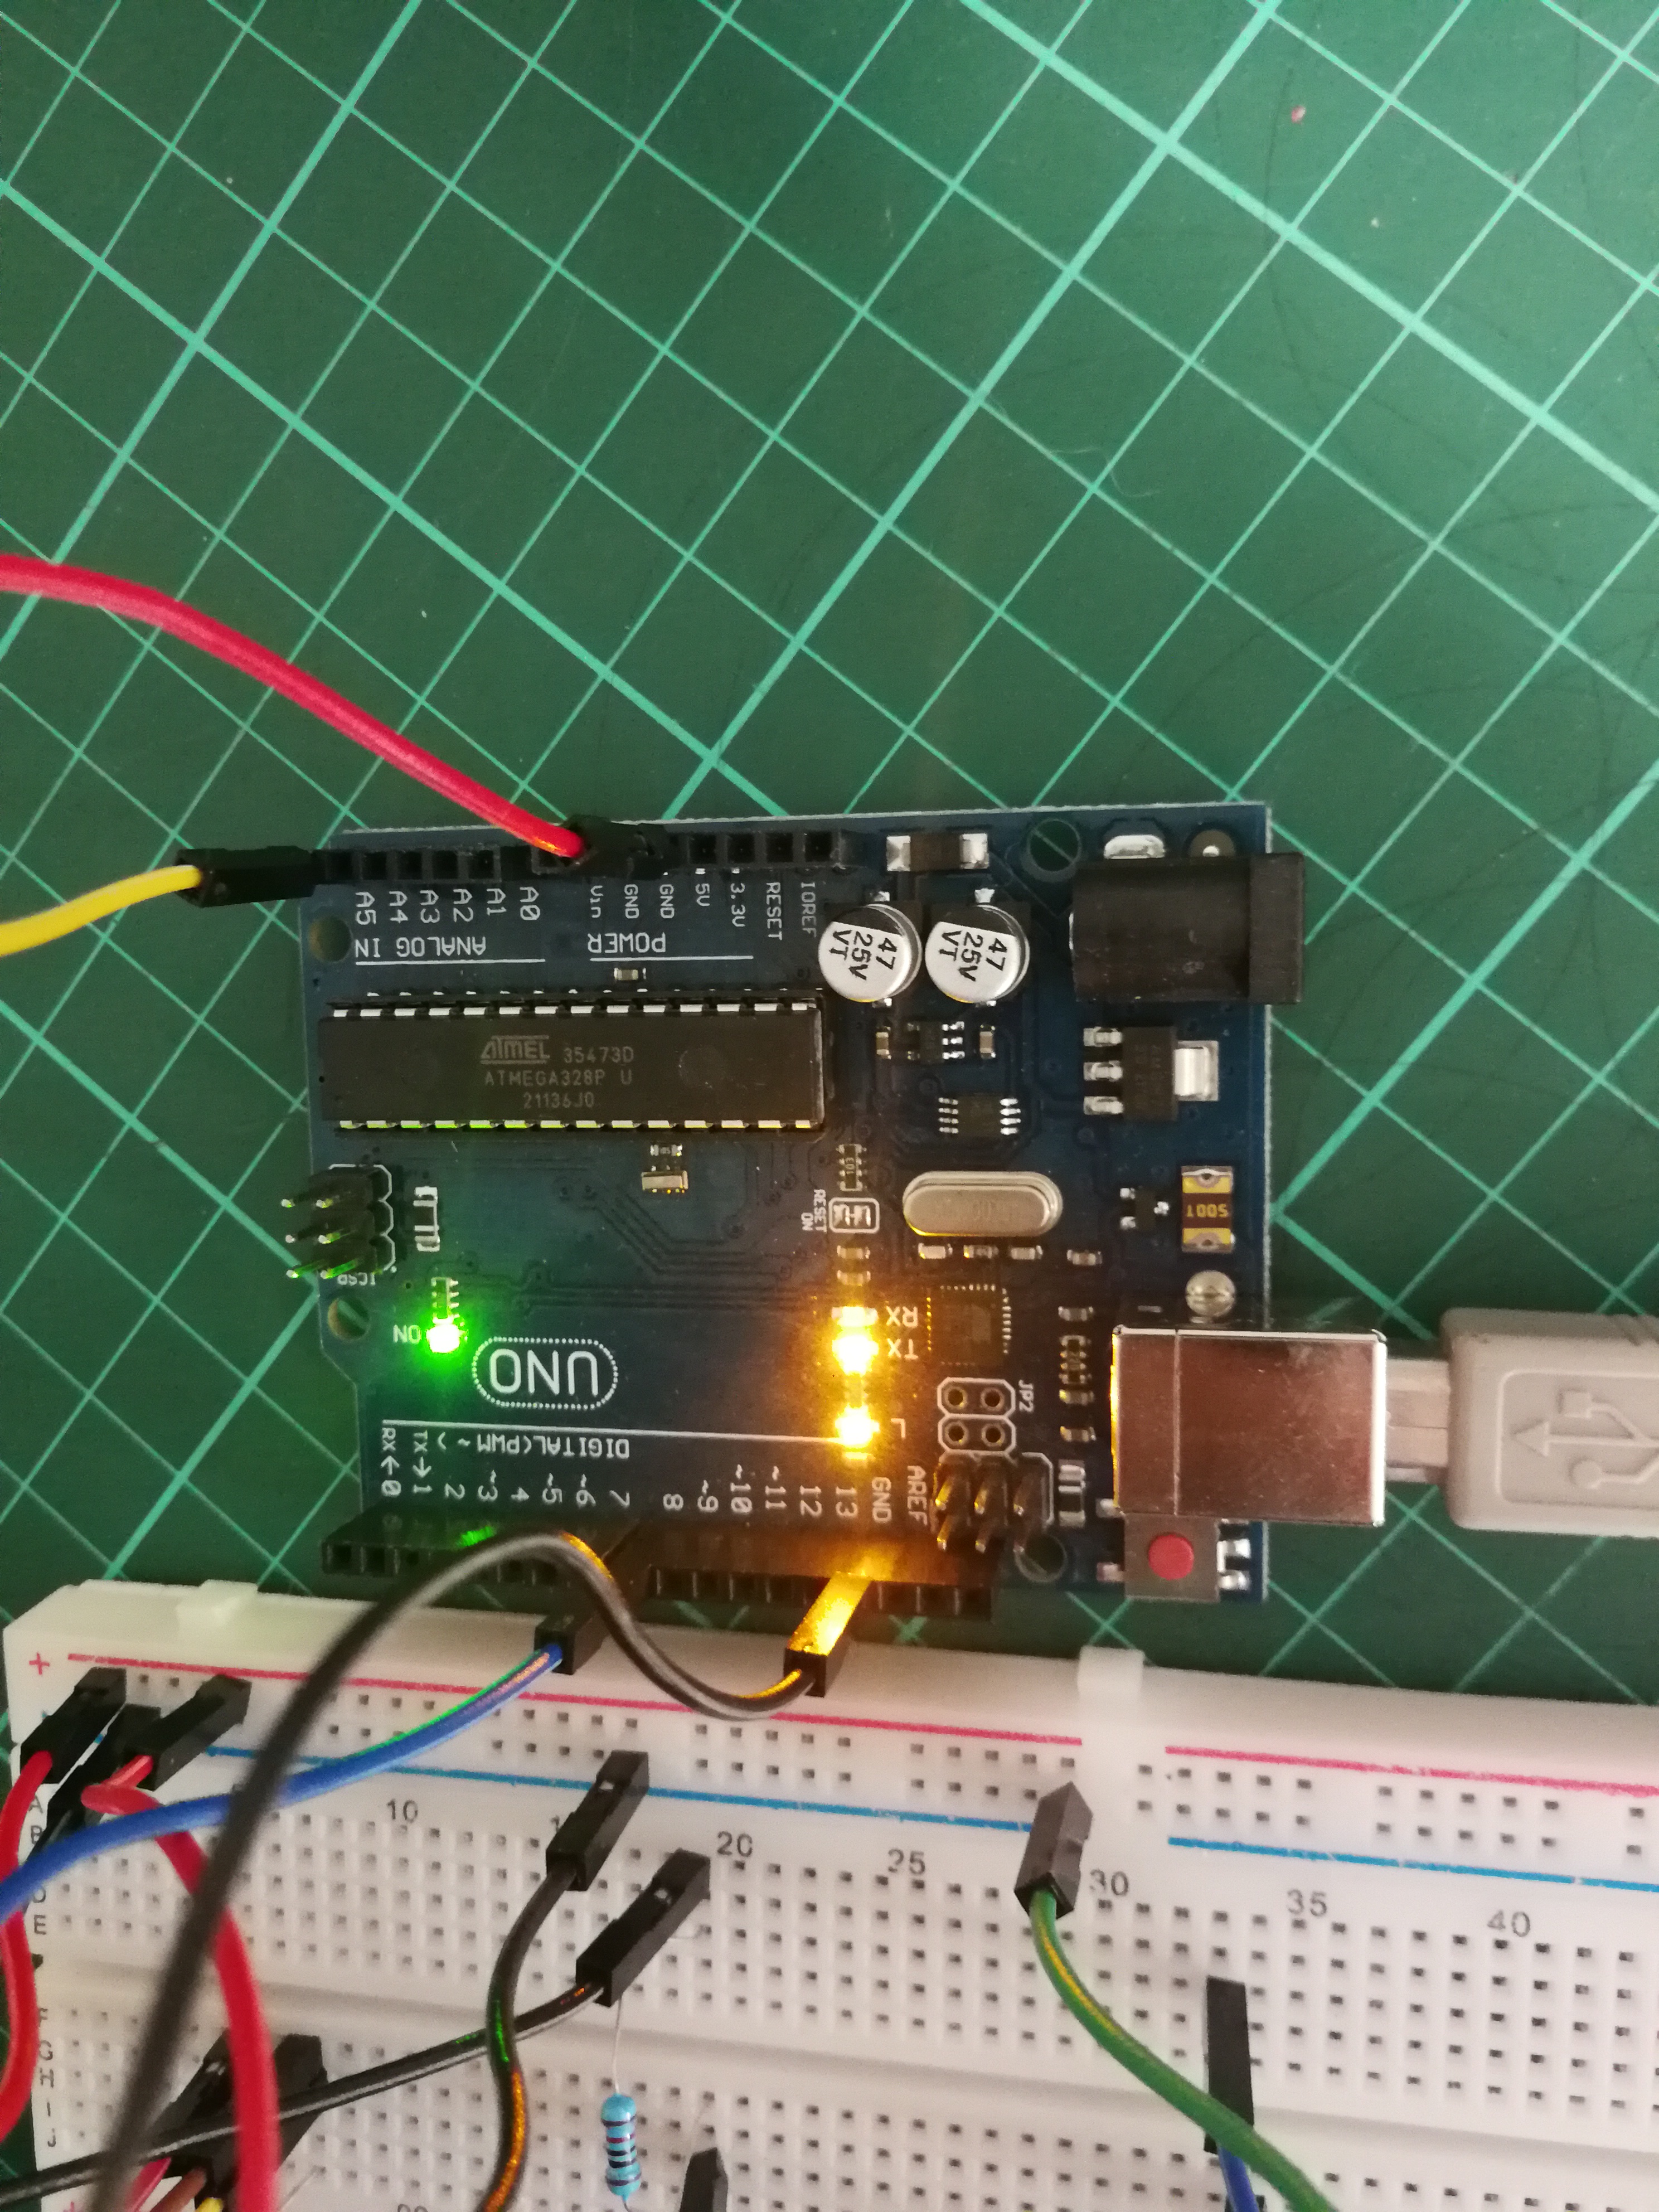 A5
A4
A3
A2
A1
A0
Vin
GND
GND
5V
3.3V
RESET
IOREF
ANALOG IN
POWER
47
25V
VT
47
25V
VT
ATMEL 35473D
ATMEGA328P U
21136J0
RESET
ON
500T
ICSP
ON
UNO
RX
TX
L
JP2
DIGITAL(PWM ~)
RX←0
TX→1
2
~3
4
~5
~6
7
8
~9
~10
~11
12
13
GND
AREF
+
10
20
25
30
35
40
A
B
E
F
G
H
I
J